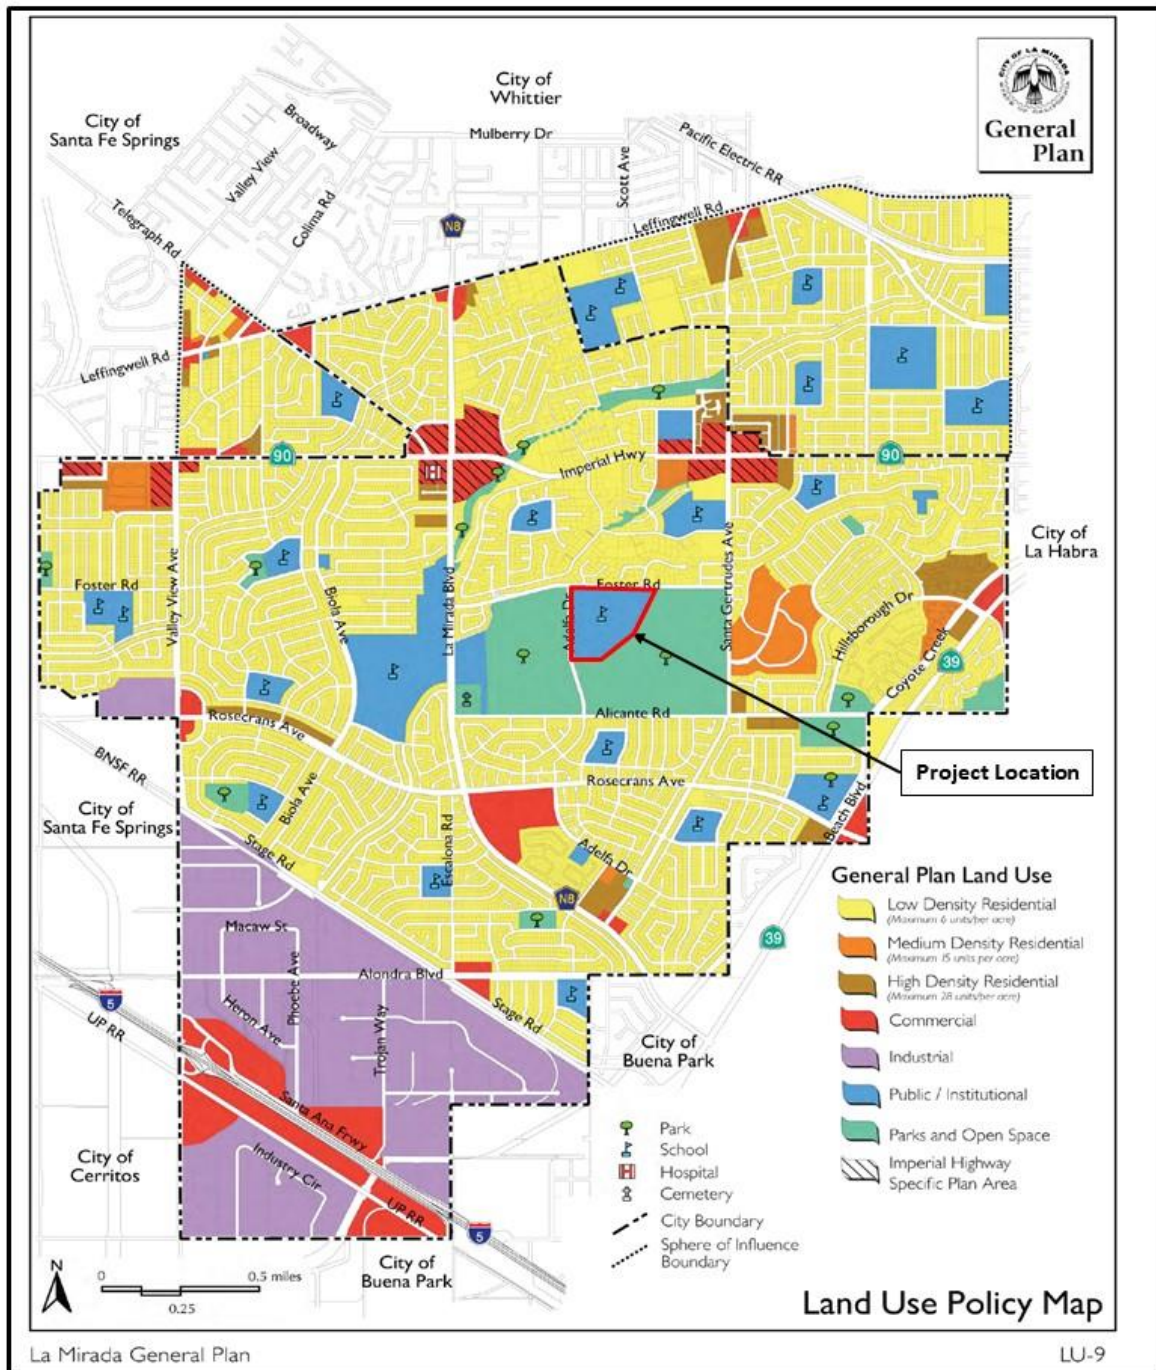 City of
Whittier
City of
Santa Fe Springs
CITY OF LA MIRADA
General
Plan
Broadway
Mulberry Dr
Pacific Electric RR
Valley View
Scott Ave
Colima Rd
Telegraph Rd
N8
Leffingwell Rd
Leffingwell Rd
90
Imperial Hwy
90
H
City of
La Habra
Foster Rd
Valley View Ave
Biola Ave
La Mirada Blvd
Foster Rd
Adelfa Dr
Santa Gertrudes Ave
Hillsborough Dr
Coyote Creek
39
Rosecrans Ave
Alicante Rd
BNSF RR
Project Location
Rosecrans Ave
Biola Ave
City of
Santa Fe Springs
Stage Rd
Escalona Rd
Beach Blvd
Adelfa Dr
N8
39
Macaw St
Phoebe Ave
Alondra Blvd
Stage Rd
5
UP RR
Heron Ave
Trojan Way
City of
Buena Park
Santa Ana Frwy
Industry Cir
UP RR
City of
Cerritos
5
City of
Buena Park
General Plan Land Use
Low Density Residential
(Maximum 6 units/per acre)
Medium Density Residential
(Maximum 15 units per acre)
High Density Residential
(Maximum 28 units/per acre)
Commercial
Industrial
Public / Institutional
Parks and Open Space
Imperial Highway
Specific Plan Area
Park
School
H
Hospital
Cemetery
City Boundary
Sphere of Influence
Boundary
N
0
0.5 miles
0.25
Land Use Policy Map
La Mirada General Plan
LU-9